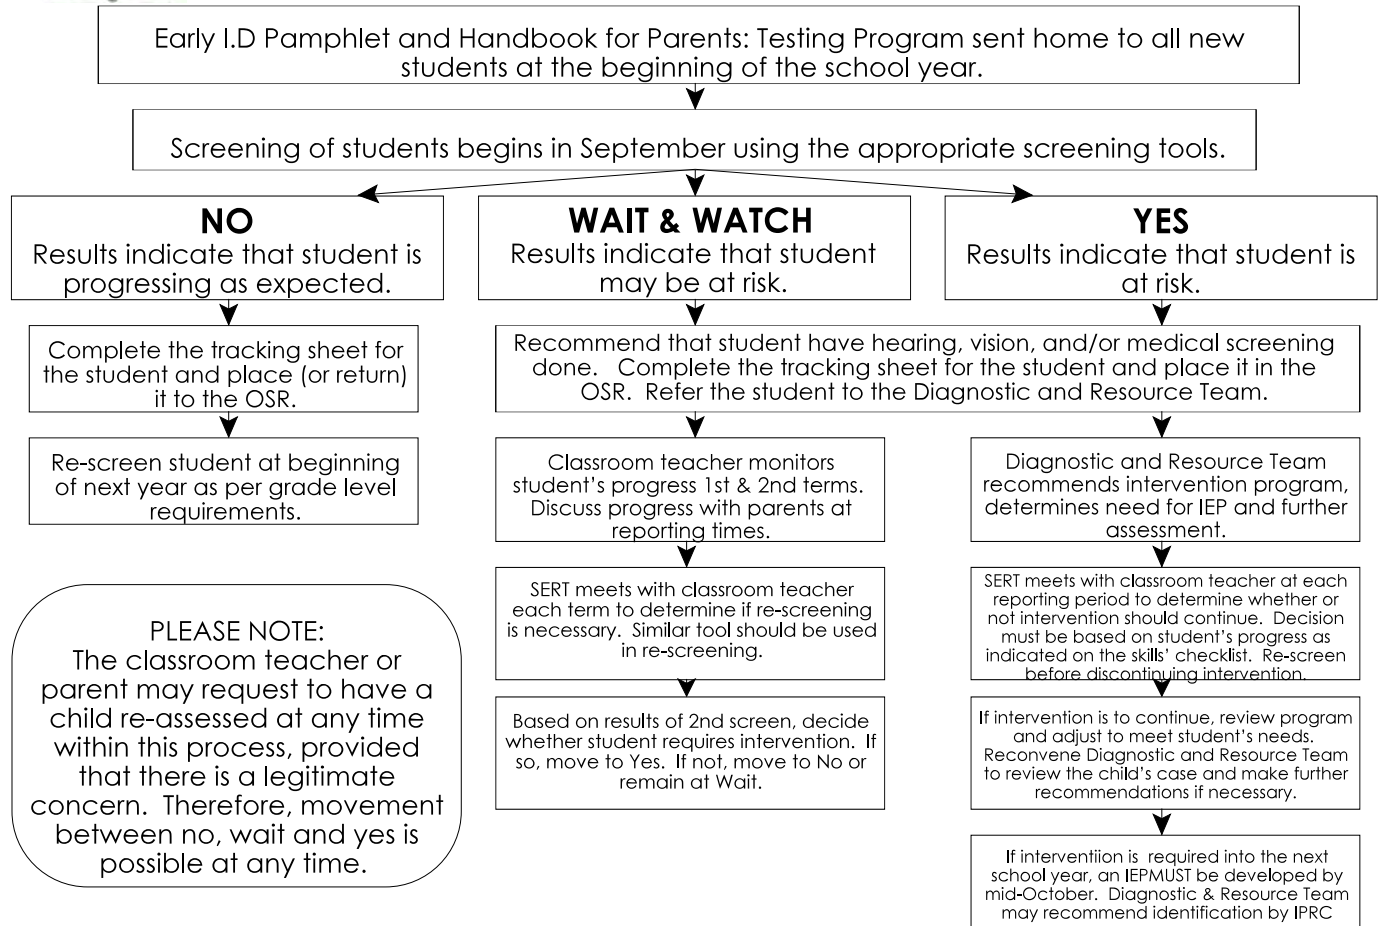 Early I.D Pamphlet and Handbook for Parents: Testing Program sent home to all new
students at the beginning of the school year.
Screening of students begins in September using the appropriate screening tools.
NO
Results indicate that student is
progressing as expected.
WAIT & WATCH
Results indicate that student
may be at risk.
YES
Results indicate that student is
at risk.
Complete the tracking sheet for
the student and place (or return)
it to the OSR.
Recommend that student have hearing, vision, and/or medical screening
done. Complete the tracking sheet for the student and place it in the
OSR. Refer the student to the Diagnostic and Resource Team.
Re-screen student at beginning
of next year as per grade level
requirements.
Classroom teacher monitors
student's progress 1st & 2nd terms.
Discuss progress with parents at
reporting times.
Diagnostic and Resource Team
recommends intervention program,
determines need for IEP and further
assessment.
SERT meets with classroom teacher
each term to determine if re-screening
is necessary. Similar tool should be used
in re-screening.
SERT meets with classroom teacher at each
reporting period to determine whether or
not intervention should continue. Decision
must be based on student's progress as
indicated on the skills' checklist. Re-screen
before discontinuing intervention.
PLEASE NOTE:
The classroom teacher or
parent may request to have a
child re-assessed at any time
within this process, provided
that there is a legitimate
concern. Therefore, movement
between no, wait and yes is
possible at any time.
Based on results of 2nd screen, decide
whether student requires intervention. If
so, move to Yes. If not, move to No or
remain at Wait.
If intervention is to continue, review program
and adjust to meet student's needs.
Reconvene Diagnostic and Resource Team
to review the child's case and make further
recommendations if necessary.
If interventiion is required into the next
school year, an IEPMUST be developed by
mid-October. Diagnostic & Resource Team
may recommend identification by IPRC